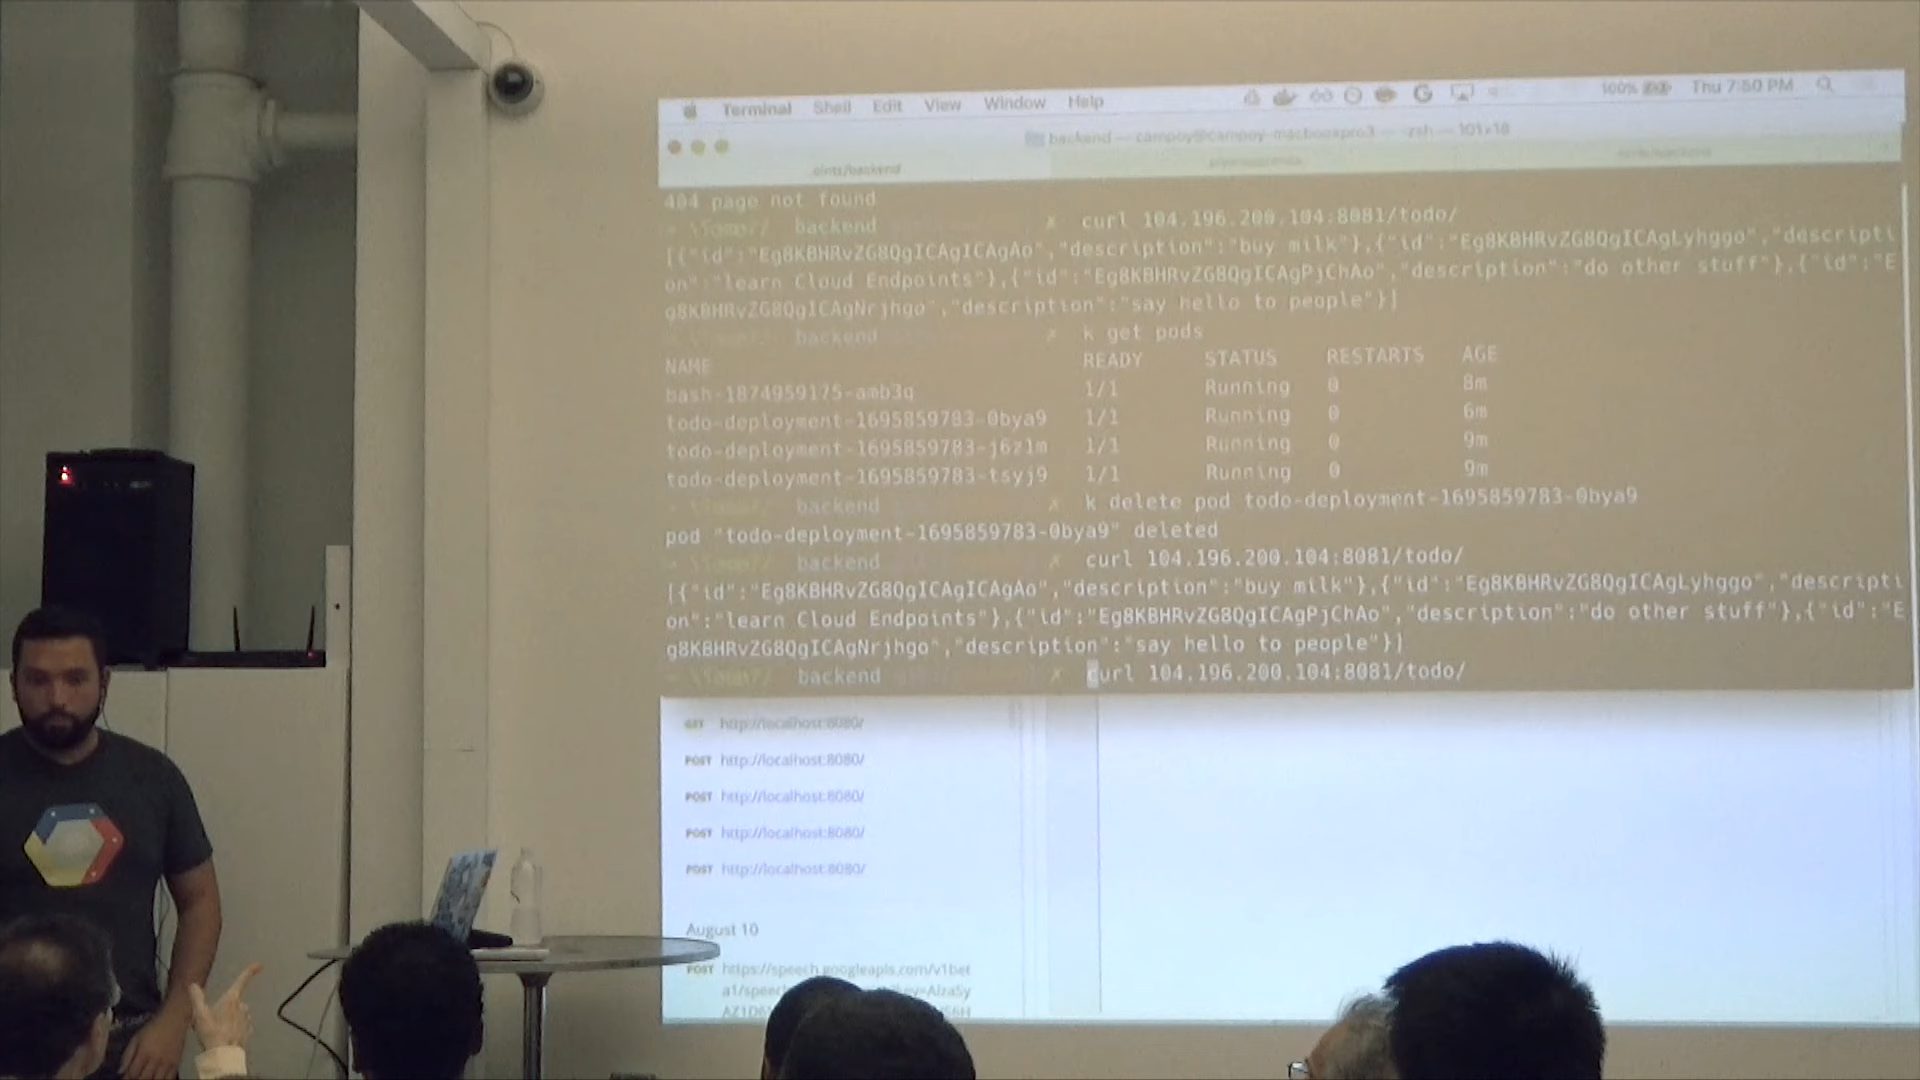 Terminal Shell Edit View Window Help 100% Thu 7:50 PM
backend — campoy@campoy-macbookpro3 — -zsh — 101×18
404 page not found
backend ✗ curl 104.196.200.104:8081/todo/
[{"id":"Eg8KBHRvZG8QgICAgICAgAo","description":"buy milk"},{"id":"Eg8KBHRvZG8QgICAgLyhggo","descripti
on":"learn Cloud Endpoints"},{"id":"Eg8KBHRvZG8QgICAgPjChAo","description":"do other stuff"},{"id":"E
g8KBHRvZG8QgICAgNrjhgo","description":"say hello to people"}]
backend ✗ k get pods
NAME READY STATUS RESTARTS AGE
bash-1874959175-amb3q 1/1 Running 0 8m
todo-deployment-1695859783-0bya9 1/1 Running 0 6m
todo-deployment-1695859783-j6zlm 1/1 Running 0 9m
todo-deployment-1695859783-tsyj9 1/1 Running 0 9m
backend ✗ k delete pod todo-deployment-1695859783-0bya9
pod "todo-deployment-1695859783-0bya9" deleted
backend ✗ curl 104.196.200.104:8081/todo/
[{"id":"Eg8KBHRvZG8QgICAgICAgAo","description":"buy milk"},{"id":"Eg8KBHRvZG8QgICAgLyhggo","descripti
on":"learn Cloud Endpoints"},{"id":"Eg8KBHRvZG8QgICAgPjChAo","description":"do other stuff"},{"id":"E
g8KBHRvZG8QgICAgNrjhgo","description":"say hello to people"}]
backend ✗ curl 104.196.200.104:8081/todo/
GET http://localhost:8080/
POST http://localhost:8080/
POST http://localhost:8080/
POST http://localhost:8080/
POST http://localhost:8080/
August 10
POST https://speech.googleapis.com/v1bet